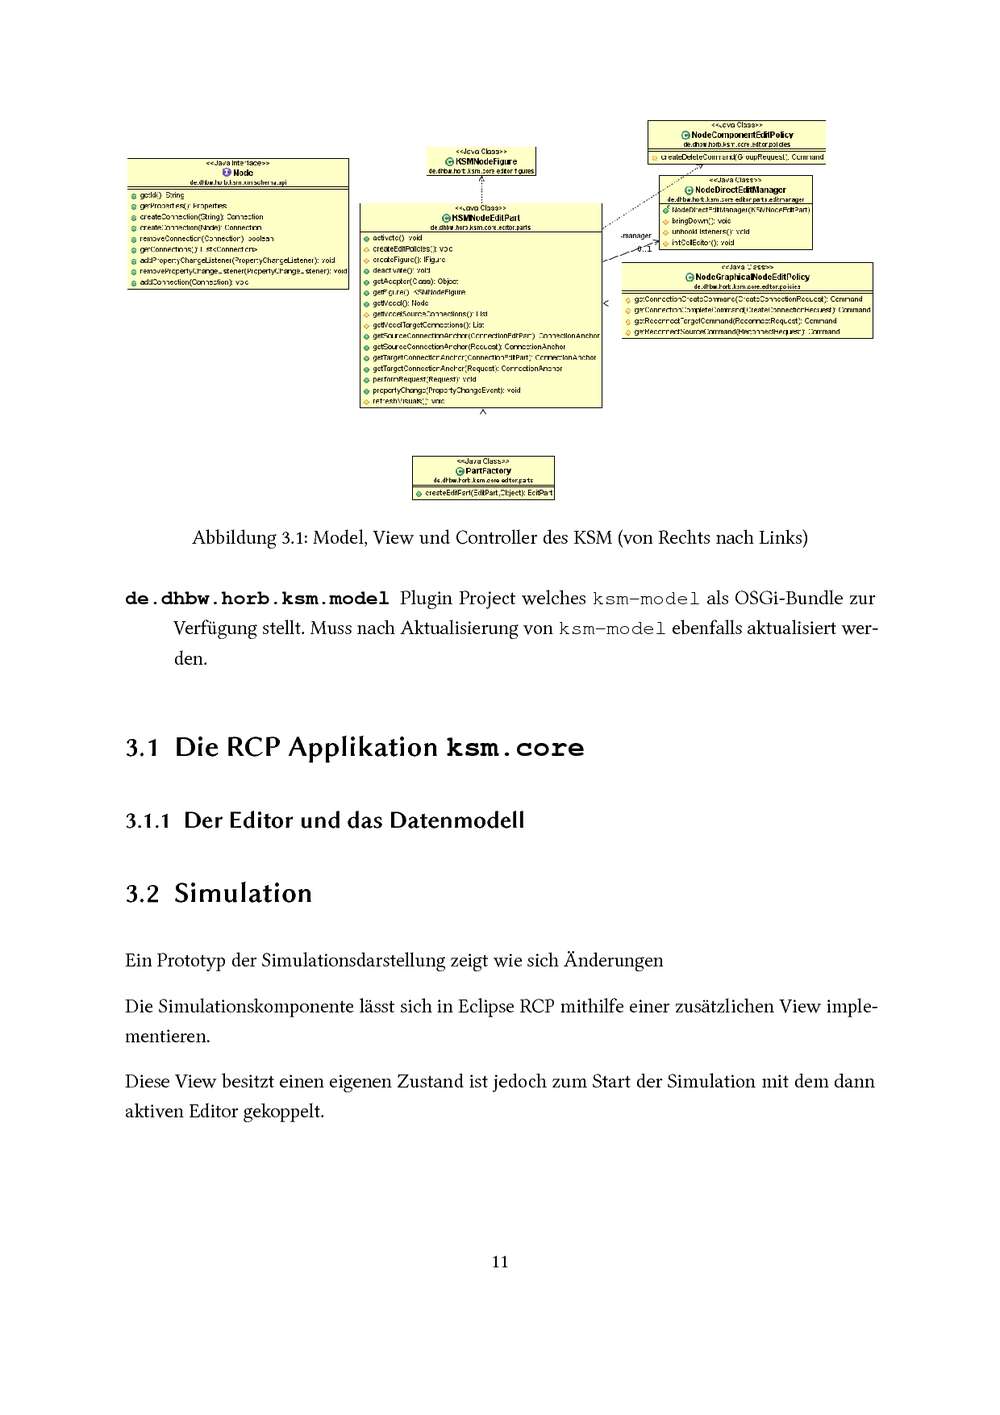 <<Java Interface>>
Node
de.dhbw.horb.ksm.xmlschema.api
getId(): String
getProperties(): Properties
createConnection(String): Connection
createConnection(Node): Connection
removeConnection(Connection): boolean
getConnections(): List<Connection>
addPropertyChangeListener(PropertyChangeListener): void
removePropertyChangeListener(PropertyChangeListener): void
addConnection(Connection): void
<<Java Class>>
KSMNodeFigure
de.dhbw.horb.ksm.core.editor.figures
<<Java Class>>
KSMNodeEditPart
de.dhbw.horb.ksm.core.editor.parts
activate(): void
createEditPolicies(): void
createFigure(): IFigure
deactivate(): void
getAdapter(Class): Object
getFigure(): KSMNodeFigure
getModel(): Node
getModelSourceConnections(): List
getModelTargetConnections(): List
getSourceConnectionAnchor(ConnectionEditPart): ConnectionAnchor
getSourceConnectionAnchor(Request): ConnectionAnchor
getTargetConnectionAnchor(ConnectionEditPart): ConnectionAnchor
getTargetConnectionAnchor(Request): ConnectionAnchor
performRequest(Request): void
propertyChange(PropertyChangeEvent): void
refreshVisuals(): void
<<Java Class>>
NodeComponentEditPolicy
de.dhbw.horb.ksm.core.editor.policies
createDeleteCommand(GroupRequest): Command
<<Java Class>>
NodeDirectEditManager
de.dhbw.horb.ksm.core.editor.parts.editmanager
NodeDirectEditManager(KSMNodeEditPart)
bringDown(): void
unhookListeners(): void
initCellEditor(): void
-manager
0..1
<<Java Class>>
NodeGraphicalNodeEditPolicy
de.dhbw.horb.ksm.core.editor.policies
getConnectionCreateCommand(CreateConnectionRequest): Command
getConnectionCompleteCommand(CreateConnectionRequest): Command
getReconnectTargetCommand(ReconnectRequest): Command
getReconnectSourceCommand(ReconnectRequest): Command
<<Java Class>>
PartFactory
de.dhbw.horb.ksm.core.editor.parts
createEditPart(EditPart,Object): EditPart
Abbildung 3.1: Model, View und Controller des KSM (von Rechts nach Links)
de.dhbw.horb.ksm.model Plugin Project welches ksm-model als OSGi-Bundle zur
Verfügung stellt. Muss nach Aktualisierung von ksm-model ebenfalls aktualisiert wer-
den.
3.1 Die RCP Applikation ksm.core
3.1.1 Der Editor und das Datenmodell
3.2 Simulation
Ein Prototyp der Simulationsdarstellung zeigt wie sich Änderungen
Die Simulationskomponente lässt sich in Eclipse RCP mithilfe einer zusätzlichen View imple-
mentieren.
Diese View besitzt einen eigenen Zustand ist jedoch zum Start der Simulation mit dem dann
aktiven Editor gekoppelt.
11